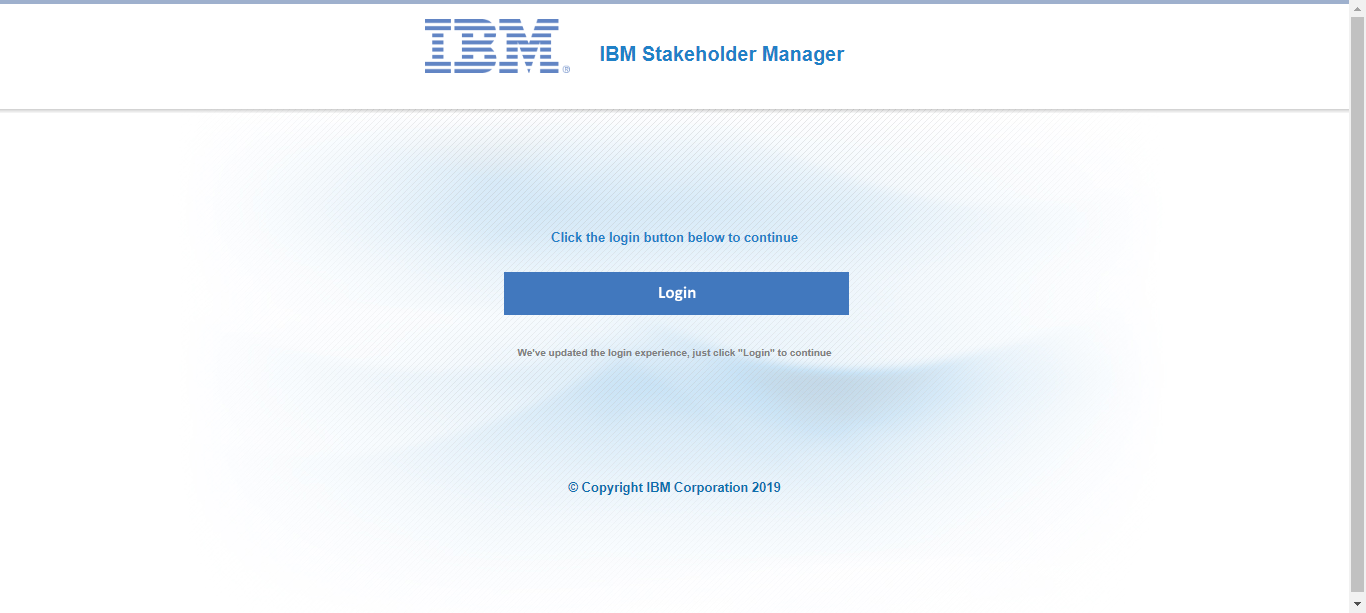 IBM®
IBM Stakeholder Manager
Click the login button below to continue
Login
We've updated the login experience, just click "Login" to continue
© Copyright IBM Corporation 2019